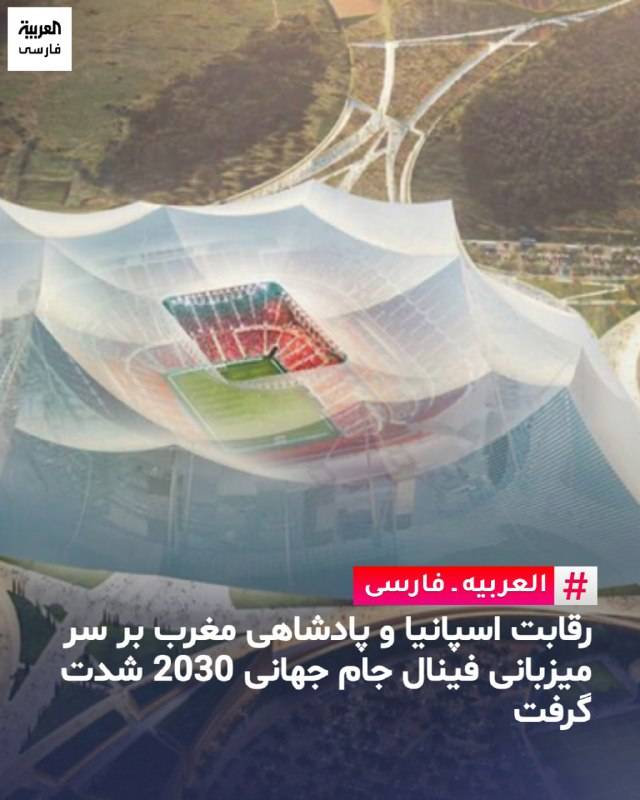 العربية
فارسی
# العربیه ـ فارسی
رقابت اسپانیا و پادشاهی مغرب بر سر
میزبانی فینال جام جهانی 2030 شدت
گرفت